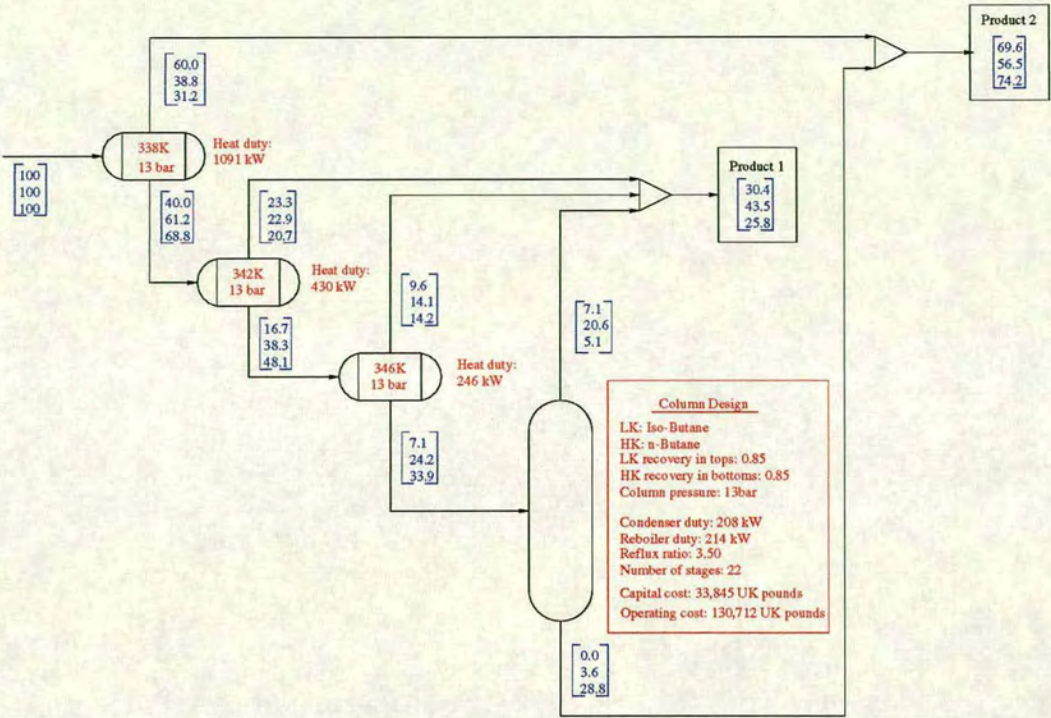 Product 2
69.6
56.5
74.2
60.0
38.8
31.2
338K
13 bar
Heat duty:
1091 kW
100
100
100
Product 1
30.4
43.5
25.8
40.0
61.2
68.8
23.3
22.9
20.7
342K
13 bar
Heat duty:
430 kW
9.6
14.1
14.2
7.1
20.6
5.1
16.7
38.3
48.1
346K
13 bar
Heat duty:
246 kW
Column Design
LK: Iso-Butane
HK: n-Butane
LK recovery in tops: 0.85
HK recovery in bottoms: 0.85
Column pressure: 13bar
Condenser duty: 208 kW
Reboiler duty: 214 kW
Reflux ratio: 3.50
Number of stages: 22
Capital cost: 33,845 UK pounds
Operating cost: 130,712 UK pounds
7.1
24.2
33.9
0.0
3.6
28.8